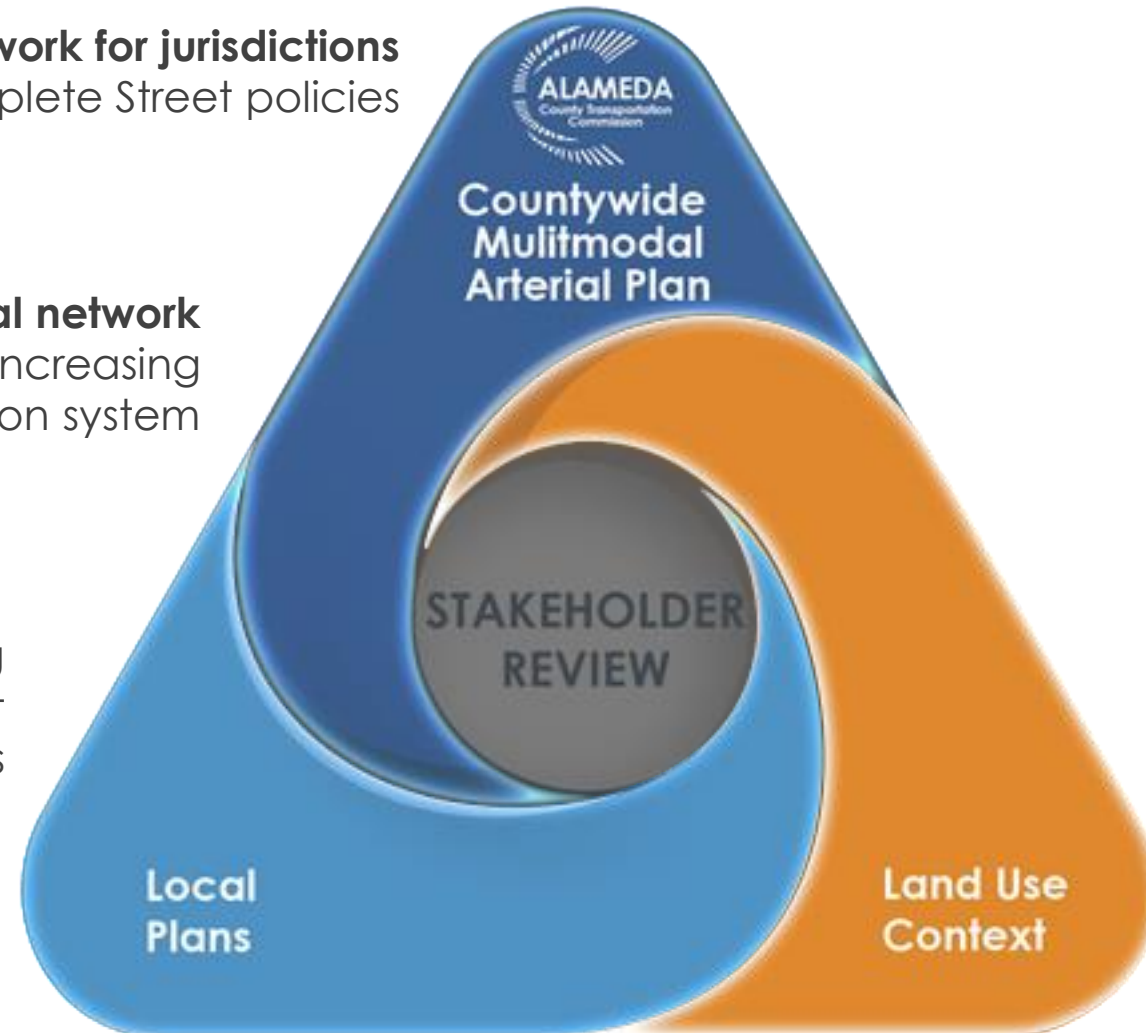 work for jurisdictions
plete Street policies
ALAMEDA
County Transportation
Commission
Countywide
Mulitmodal
Arterial Plan
al network
ncreasing
on system
STAKEHOLDER
REVIEW
g
s
Local
Plans
Land Use
Context